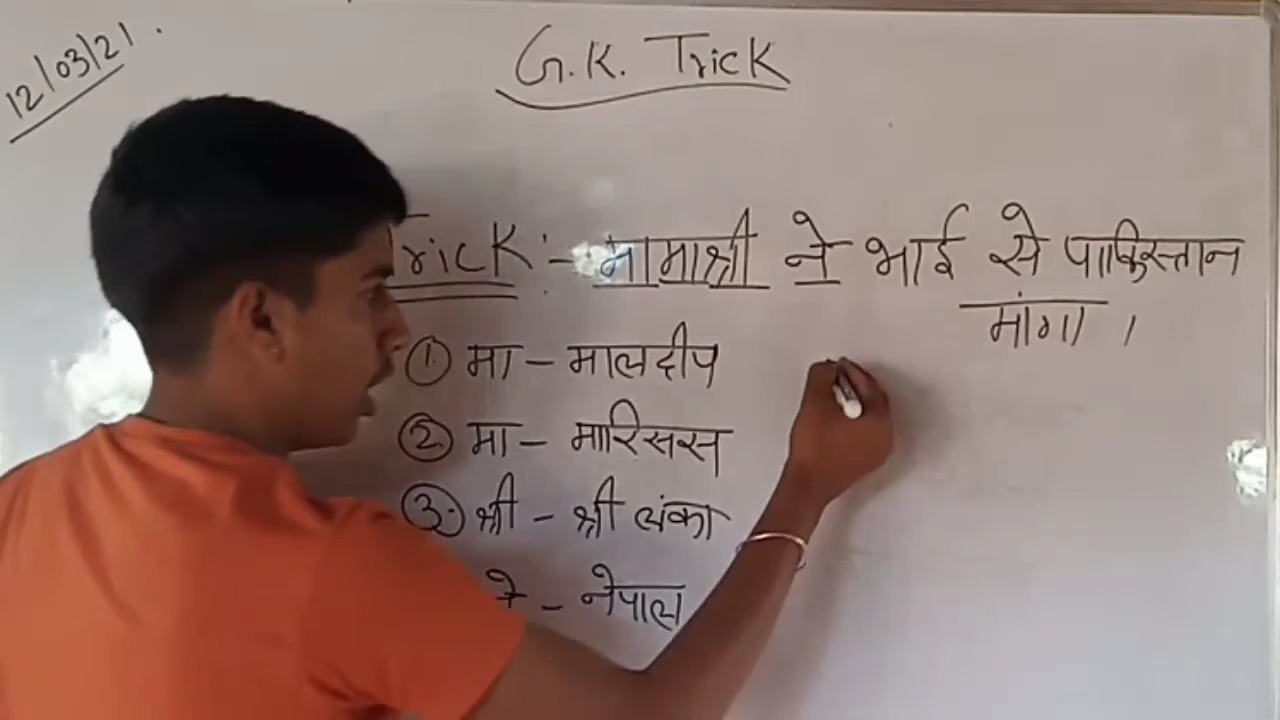 12/03/21.
G.K. Trick
Trick :- मामाश्री ने भाई से पाकिस्तान
मांगा ।
① मा - मालदीप
② मा - मारिसस
③. श्री - श्री लंका
ने - नेपाल